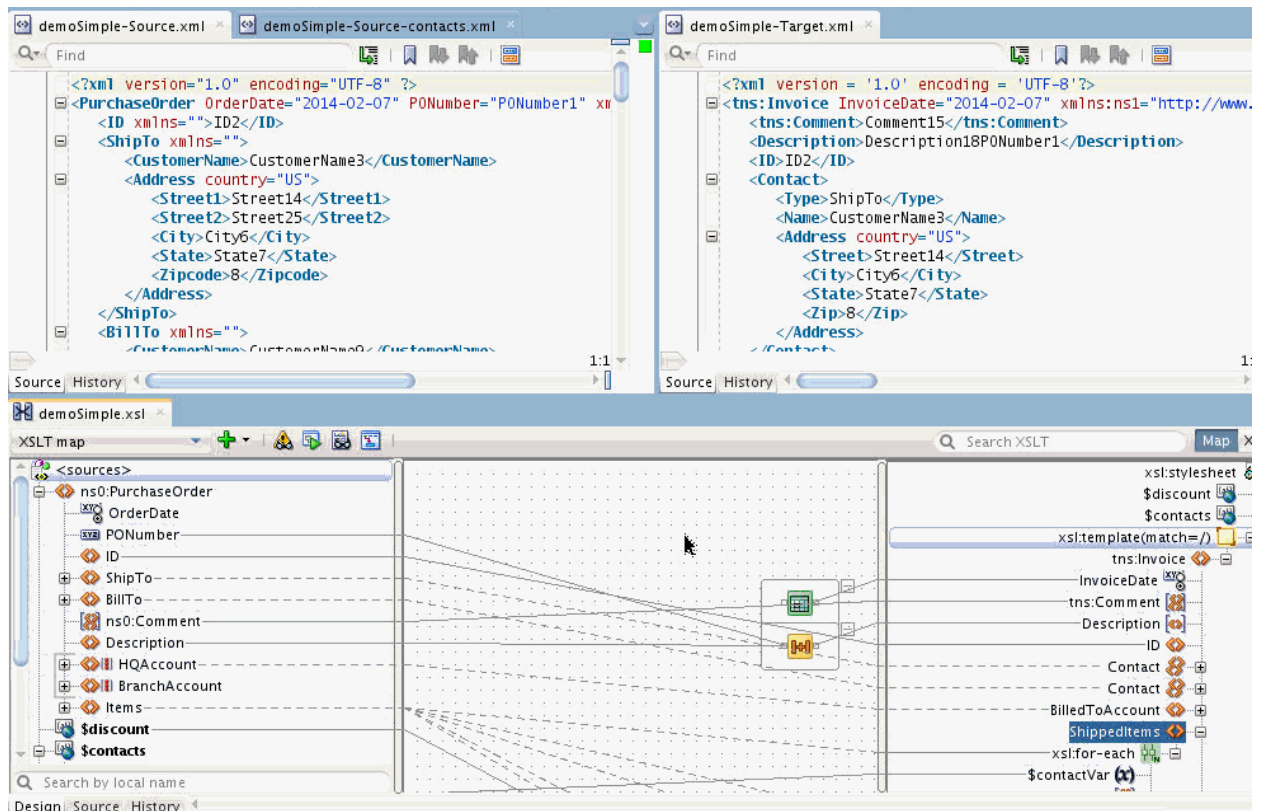 demoSimple-Source.xml
demoSimple-Source-contacts.xml
Find
<?xml version="1.0" encoding="UTF-8" ?>
<PurchaseOrder OrderDate="2014-02-07" PONumber="PONumber1" xm
<ID xmlns="">ID2</ID>
<ShipTo xmlns="">
<CustomerName>CustomerName3</CustomerName>
<Address country="US">
<Street1>Street14</Street1>
<Street2>Street25</Street2>
<City>City6</City>
<State>State7</State>
<Zipcode>8</Zipcode>
</Address>
</ShipTo>
<BillTo xmlns="">
<CustomerName>CustomerName9</CustomerName>
1:1
Source History
demoSimple-Target.xml
Find
<?xml version = '1.0' encoding = 'UTF-8'?>
<tns:Invoice InvoiceDate="2014-02-07" xmlns:ns1="http://www.
<tns:Comment>Comment15</tns:Comment>
<Description>Description18PONumber1</Description>
<ID>ID2</ID>
<Contact>
<Type>ShipTo</Type>
<Name>CustomerName3</Name>
<Address country="US">
<Street>Street14</Street>
<City>City6</City>
<State>State7</State>
<Zip>8</Zip>
</Address>
</Contact>
1:
Source History
demoSimple.xsl
XSLT map
Search XSLT
Map
X
<sources>
ns0:PurchaseOrder
OrderDate
PONumber
ID
ShipTo
BillTo
ns0:Comment
Description
HQAccount
BranchAccount
Items
$discount
$contacts
Search by local name
xsl:stylesheet
$discount
$contacts
xsl:template(match=/)
tns:Invoice
InvoiceDate
tns:Comment
Description
ID
Contact
Contact
BilledToAccount
ShippedItems
xsl:for-each
$contactVar
Design Source History